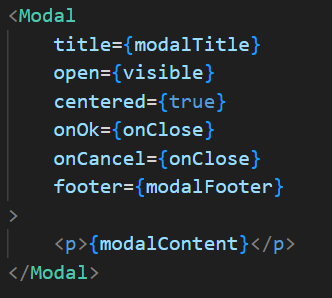 <Modal
title={modalTitle}
open={visible}
centered={true}
onOk={onClose}
onCancel={onClose}
footer={modalFooter}
>
<p>{modalContent}</p>
</Modal>